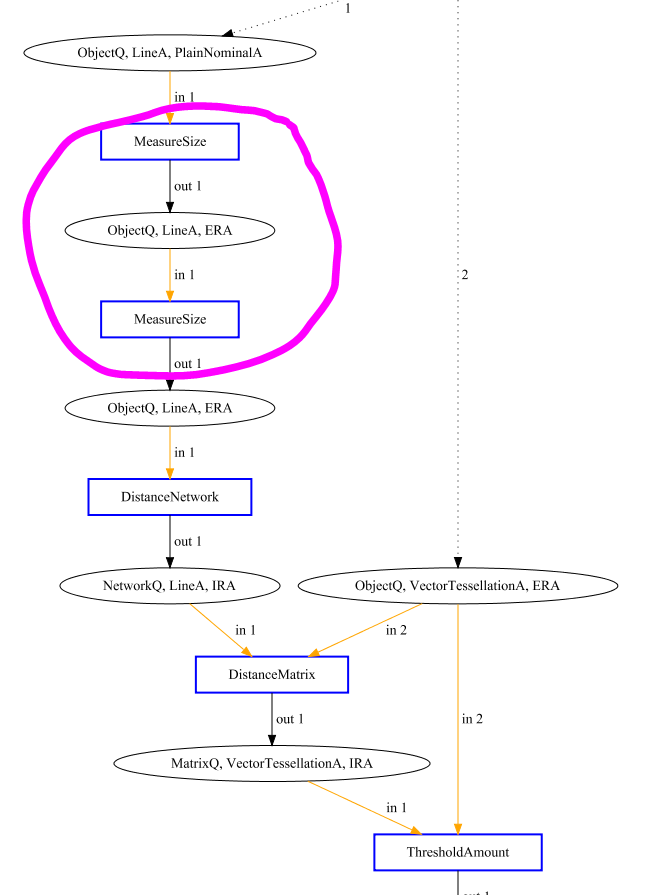 1
ObjectQ, LineA, PlainNominalA
in 1
MeasureSize
out 1
ObjectQ, LineA, ERA
in 1
2
MeasureSize
out 1
ObjectQ, LineA, ERA
in 1
DistanceNetwork
out 1
NetworkQ, LineA, IRA
ObjectQ, VectorTessellationA, ERA
in 1
in 2
DistanceMatrix
out 1
in 2
MatrixQ, VectorTessellationA, IRA
in 1
ThresholdAmount
out 1